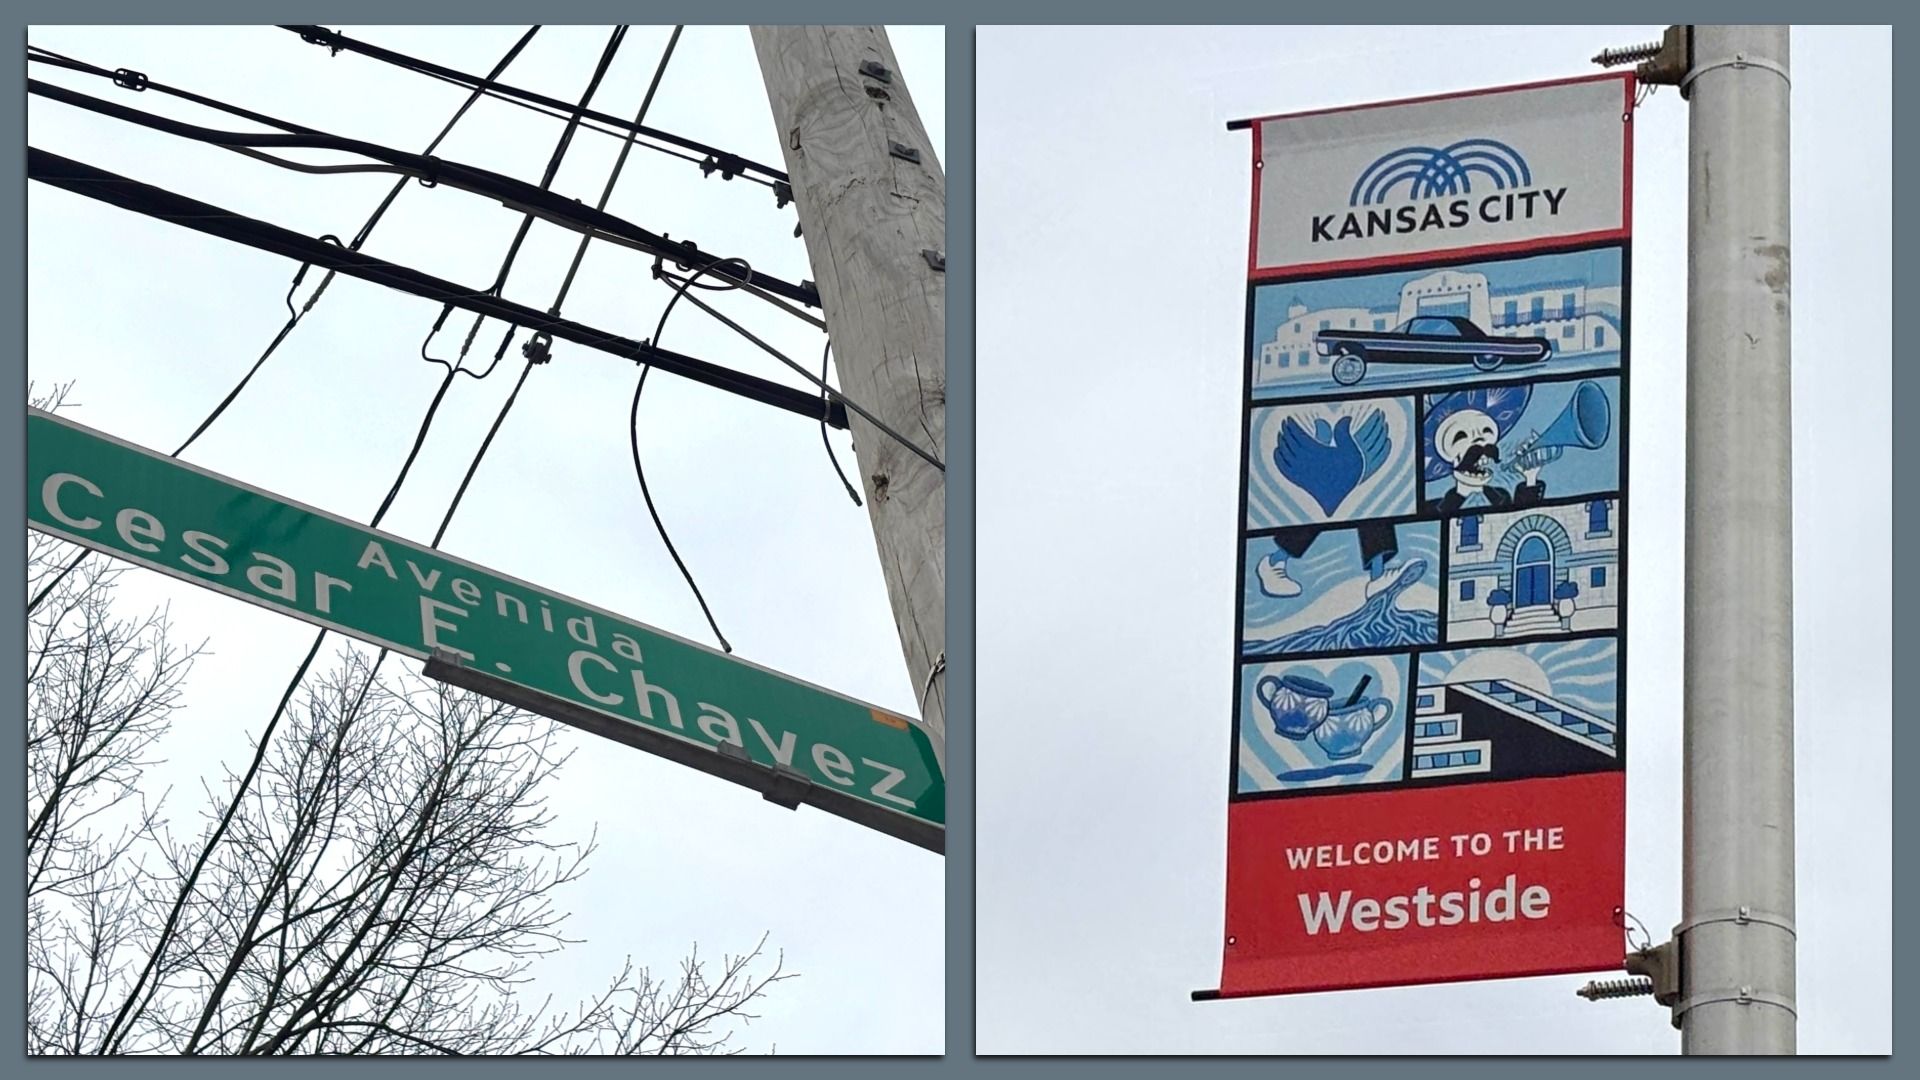 Avenida
Cesar E. Chavez
KANSAS CITY
WELCOME TO THE
Westside